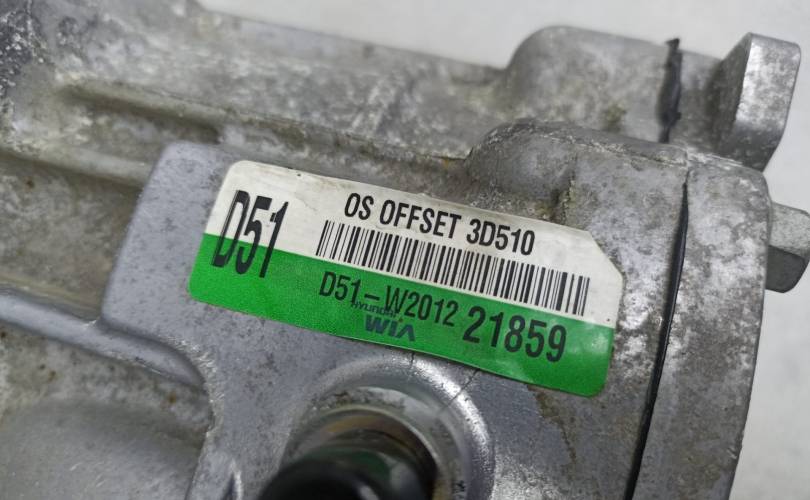 D51
OS OFFSET 3D510
D51-W2012 21859
HYUNDAI
WIA